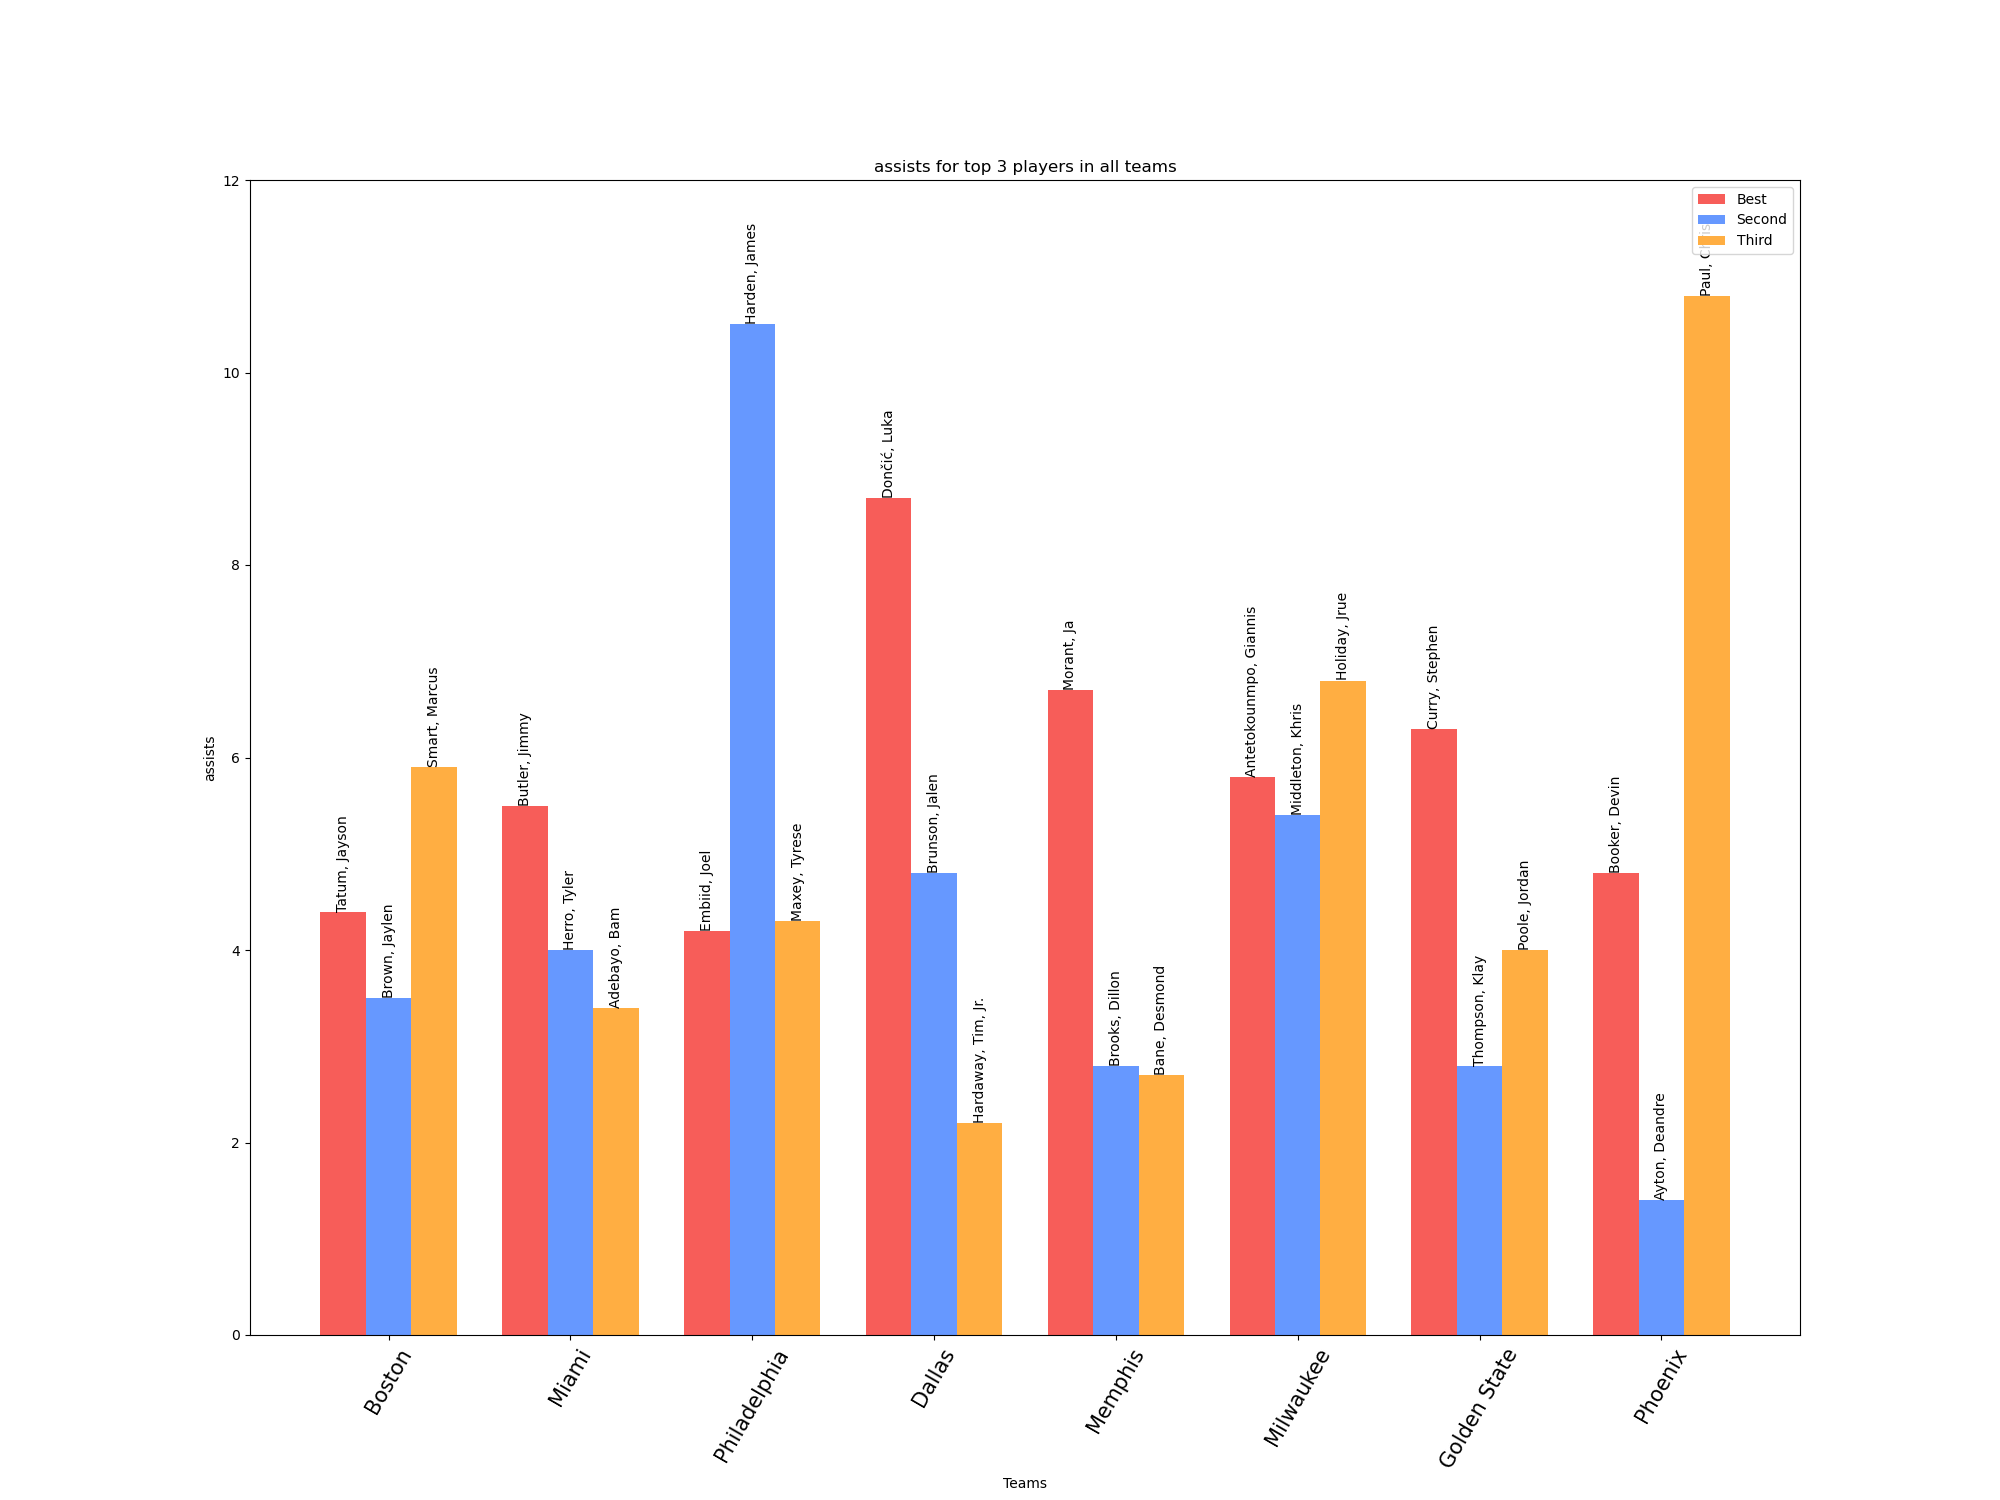 assists for top 3 players in all teams
Best
Second
Third
12
10
8
6
4
2
0
assists
Tatum, Jayson
Brown, Jaylen
Smart, Marcus
Butler, Jimmy
Herro, Tyler
Adebayo, Bam
Embiid, Joel
Harden, James
Maxey, Tyrese
Dončić, Luka
Brunson, Jalen
Hardaway, Tim, Jr.
Morant, Ja
Brooks, Dillon
Bane, Desmond
Antetokounmpo, Giannis
Middleton, Khris
Holiday, Jrue
Curry, Stephen
Thompson, Klay
Poole, Jordan
Booker, Devin
Ayton, Deandre
Paul,
Boston
Miami
Philadelphia
Dallas
Memphis
Milwaukee
Golden State
Phoenix
Teams